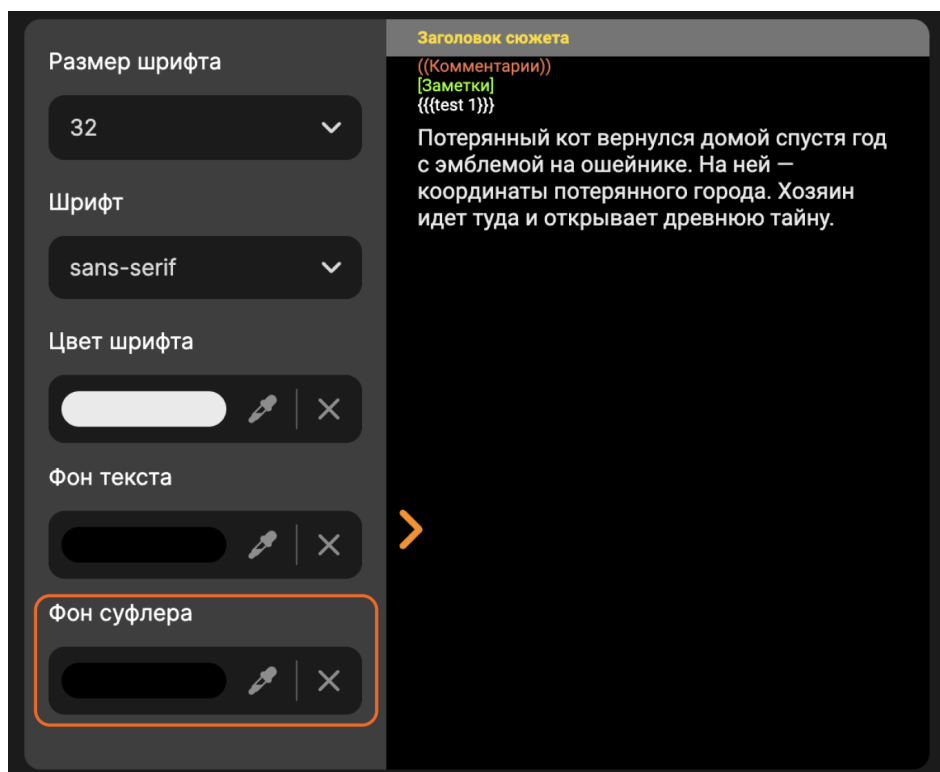 Размер шрифта
32
Шрифт
sans-serif
Цвет шрифта
Фон текста
Фон суфлера
Заголовок сюжета
((Комментарии))
[Заметки]
{{{test 1}}}
Потерянный кот вернулся домой спустя год
с эмблемой на ошейнике. На ней —
координаты потерянного города. Хозяин
идет туда и открывает древнюю тайну.